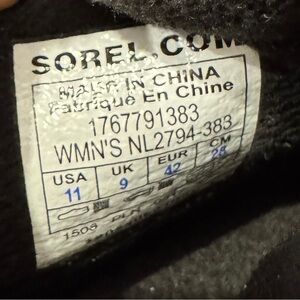 SOREL.COM
MADE IN CHINA
Fabrique En Chine
1767791383
WMN'S NL2794-383
USA UK EUR CM
11 9 42 28